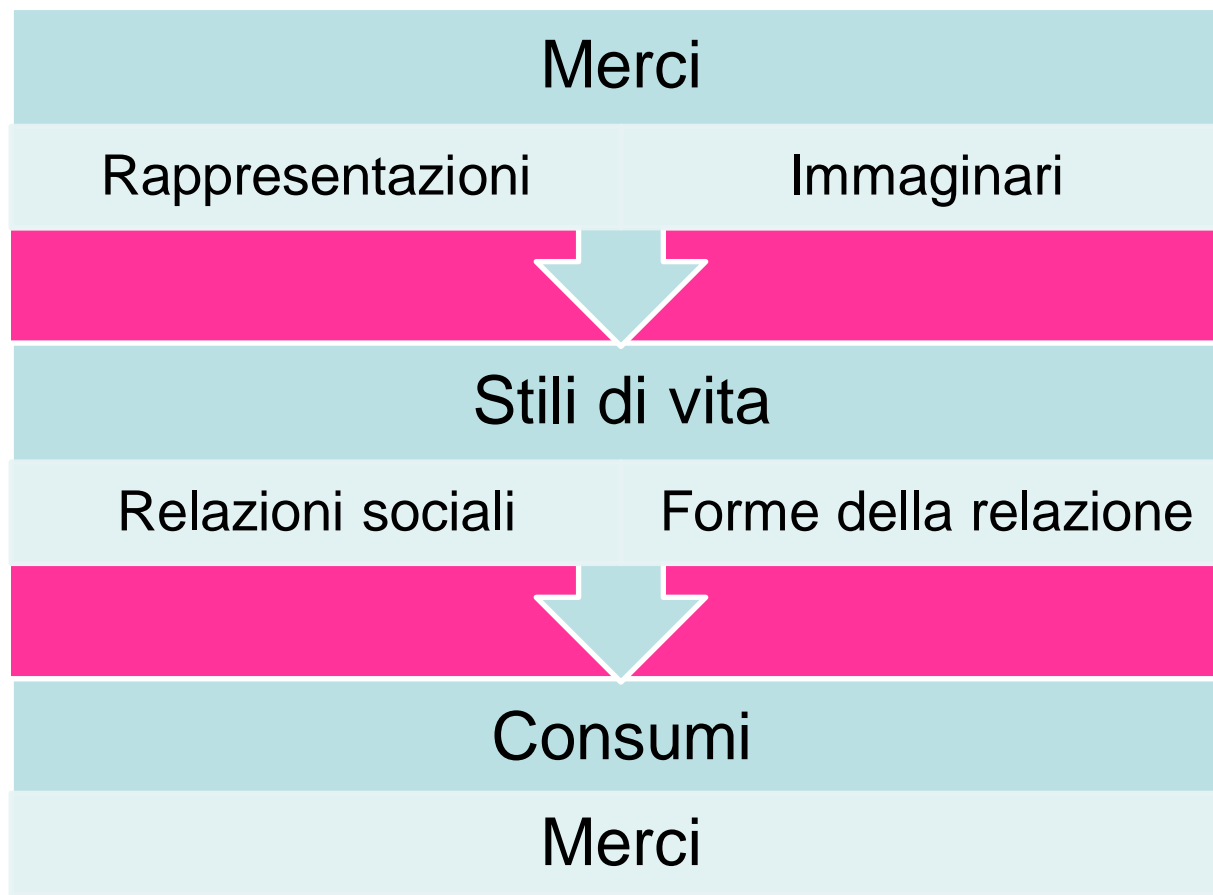 Merci
Rappresentazioni
Immaginari
Stili di vita
Relazioni sociali
Forme della relazione
Consumi
Merci